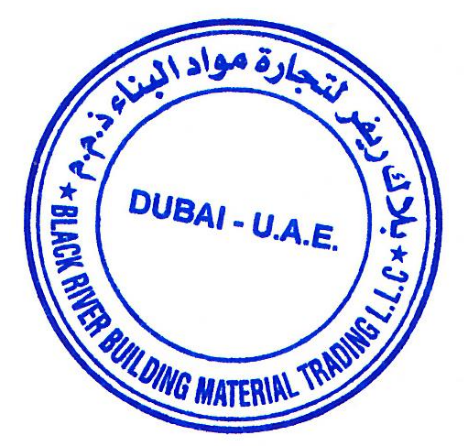 بلاك ريفر لتجارة مواد البناء ذ.م.م
DUBAI - U.A.E.
★ BLACK RIVER BUILDING MATERIAL TRADING L.L.C ★